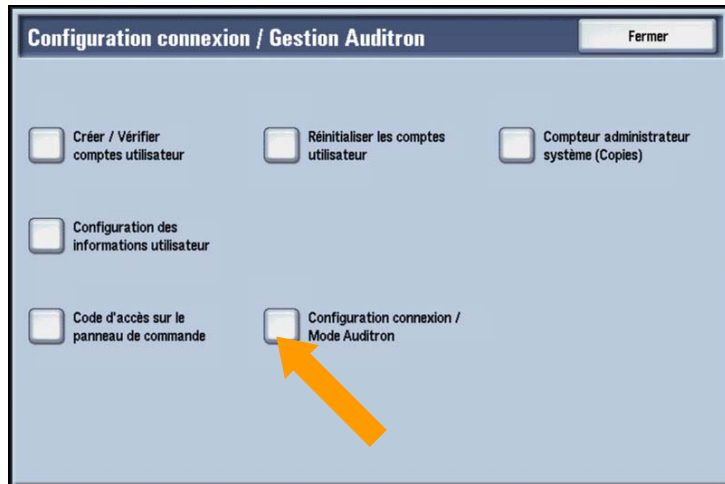 Configuration connexion / Gestion Auditron
Fermer
Créer / Vérifier
comptes utilisateur
Réinitialiser les comptes
utilisateur
Compteur administrateur
système (Copies)
Configuration des
informations utilisateur
Code d'accès sur le
panneau de commande
Configuration connexion /
Mode Auditron